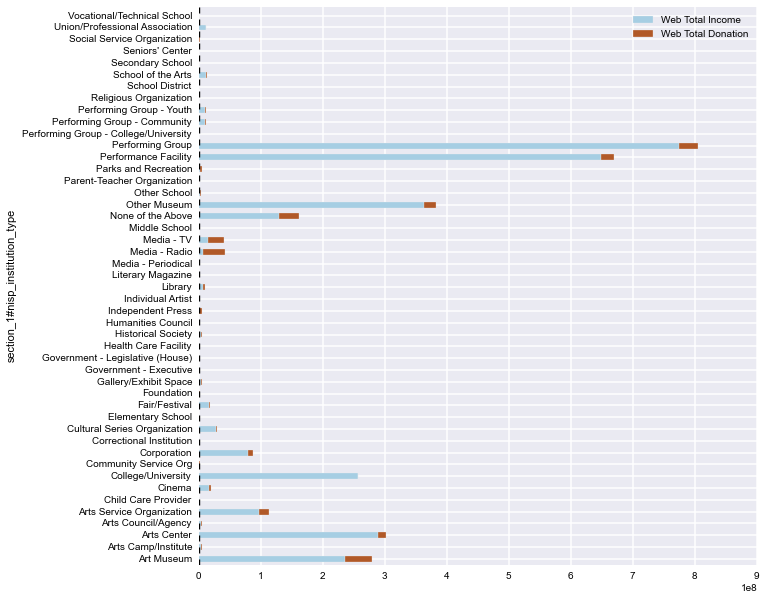 Web Total Income
Web Total Donation
Vocational/Technical School
Union/Professional Association
Social Service Organization
Seniors' Center
Secondary School
School of the Arts
School District
Religious Organization
Performing Group - Youth
Performing Group - Community
Performing Group - College/University
Performing Group
Performance Facility
Parks and Recreation
Parent-Teacher Organization
Other School
Other Museum
None of the Above
Middle School
Media - TV
Media - Radio
Media - Periodical
Literary Magazine
Library
Individual Artist
Independent Press
Humanities Council
Historical Society
Health Care Facility
Government - Legislative (House)
Government - Executive
Gallery/Exhibit Space
Foundation
Fair/Festival
Elementary School
Cultural Series Organization
Correctional Institution
Corporation
Community Service Org
College/University
Cinema
Child Care Provider
Arts Service Organization
Arts Council/Agency
Arts Center
Arts Camp/Institute
Art Museum
section_1#nisp_institution_type
0 1 2 3 4 5 6 7 8 9
1e8